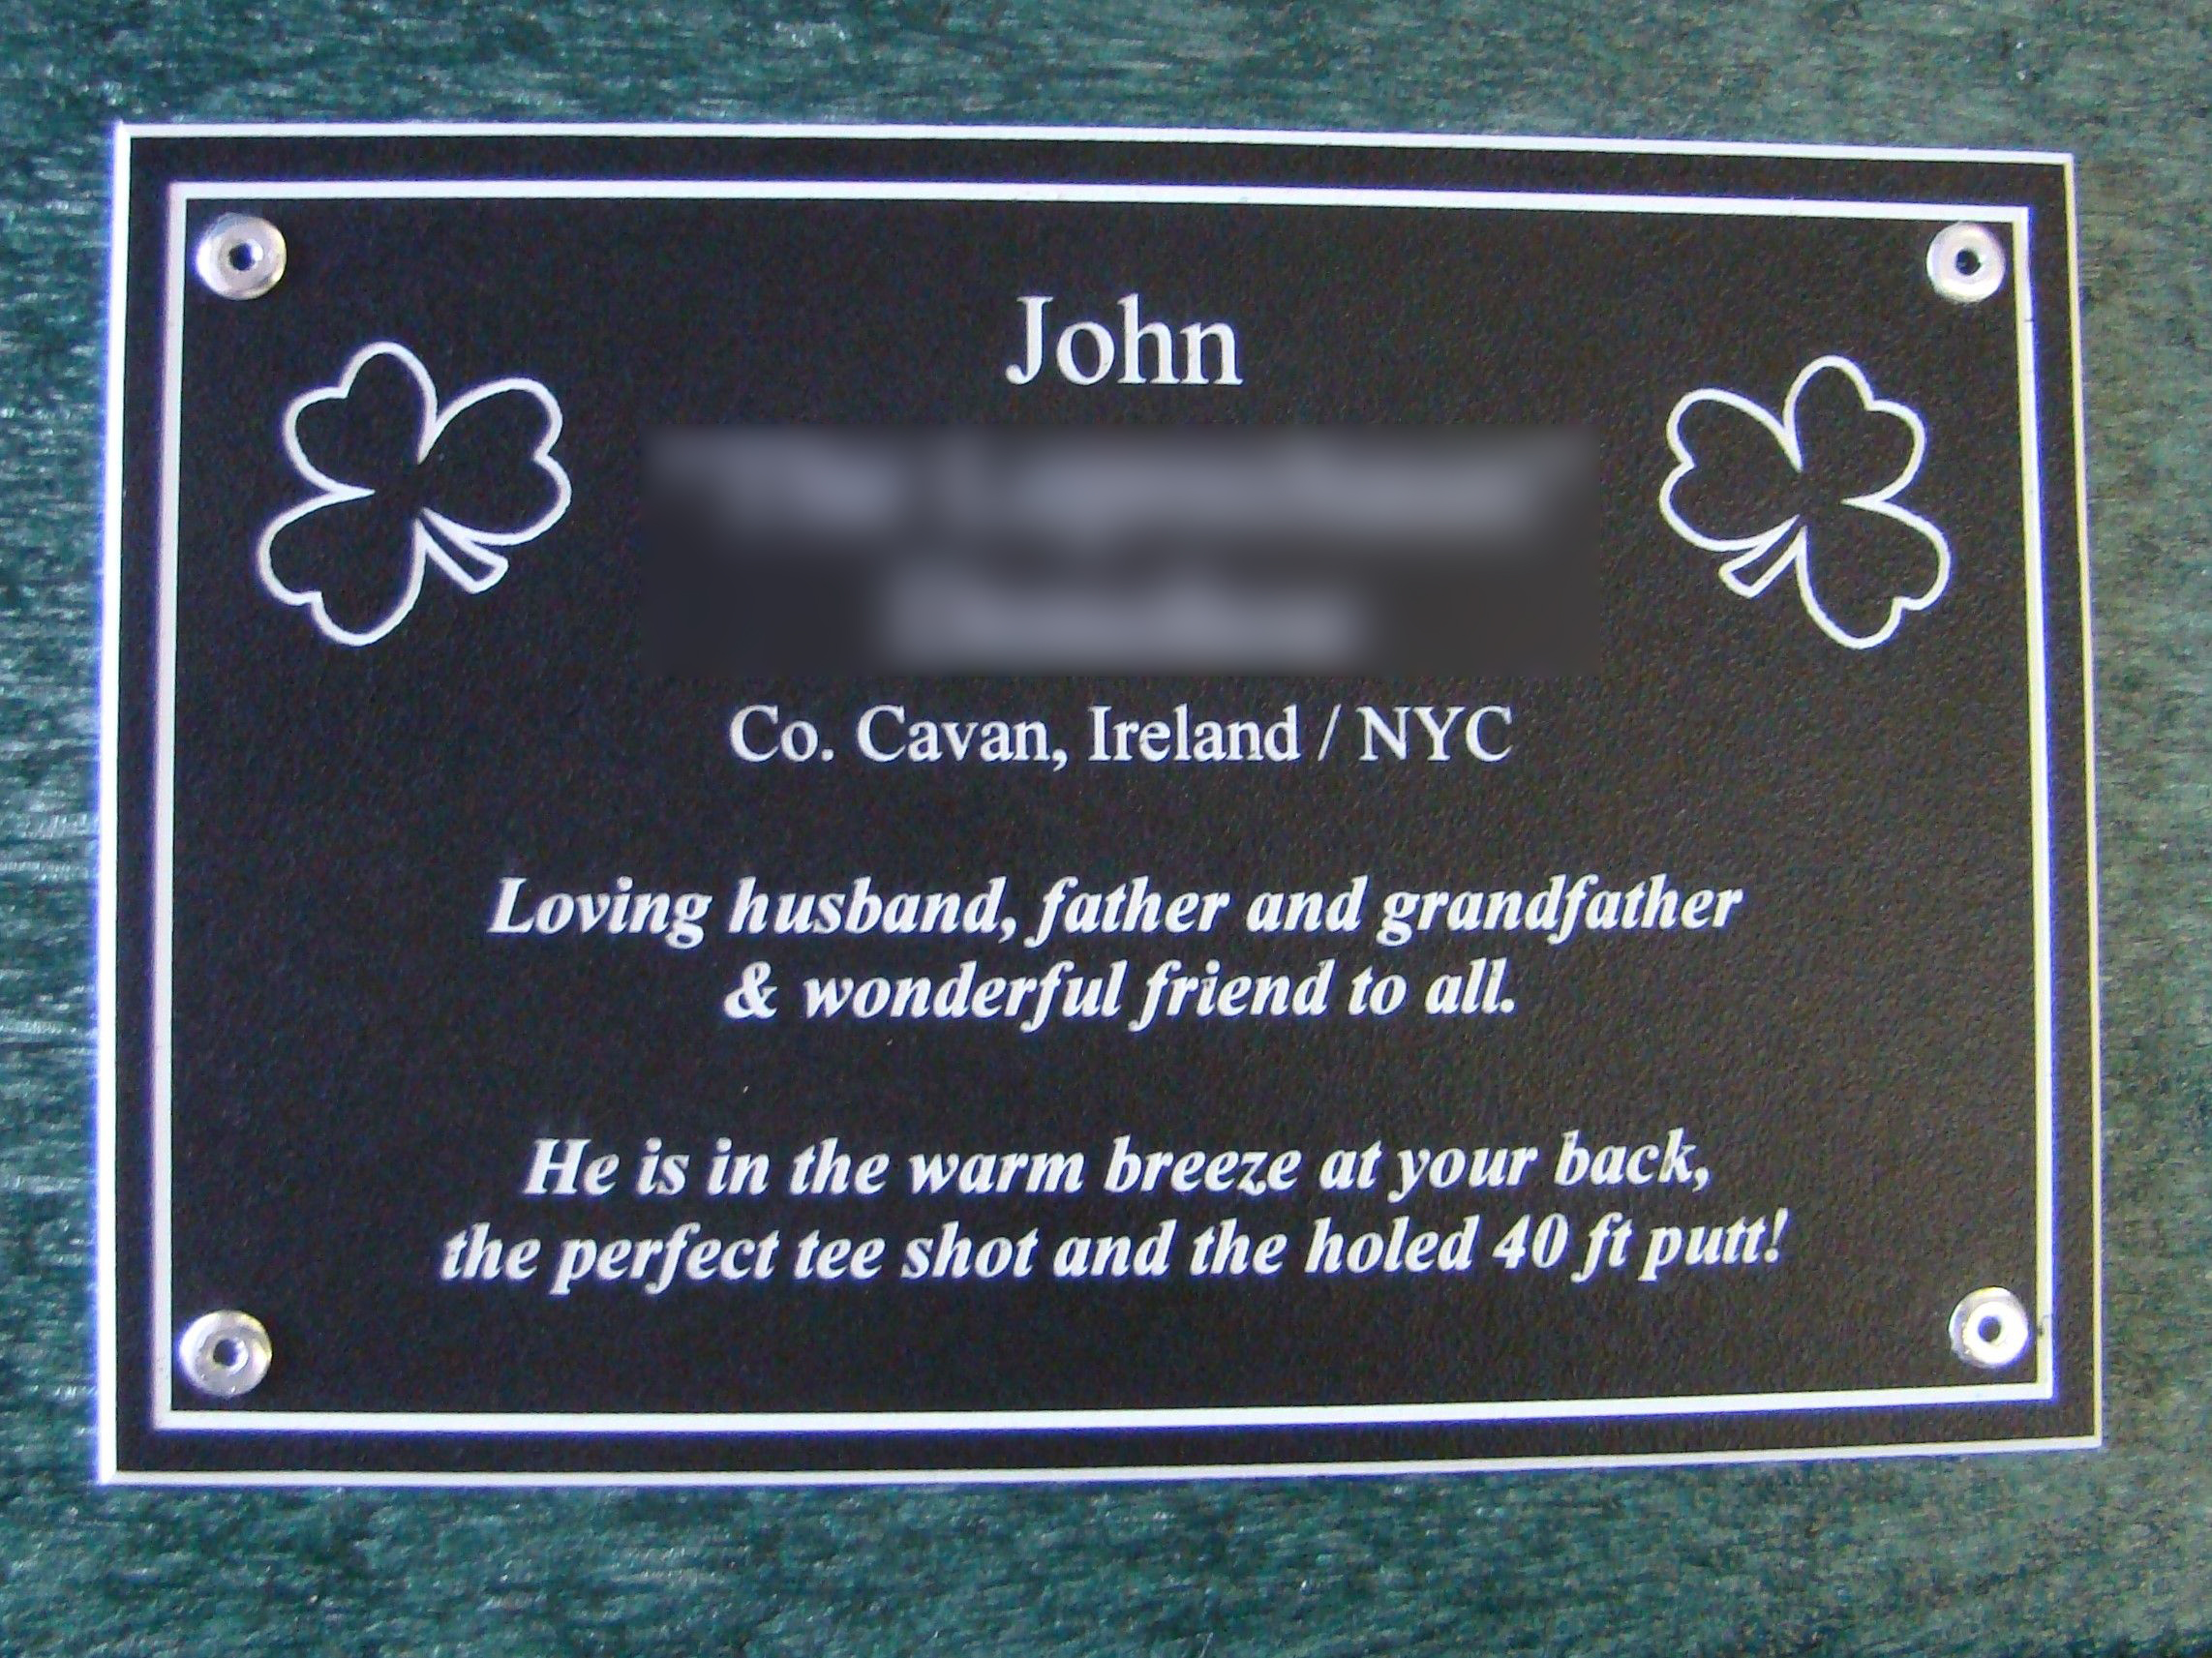 John
Co. Cavan, Ireland / NYC
Loving husband, father and grandfather
& wonderful friend to all.
He is in the warm breeze at your back,
the perfect tee shot and the holed 40 ft putt!